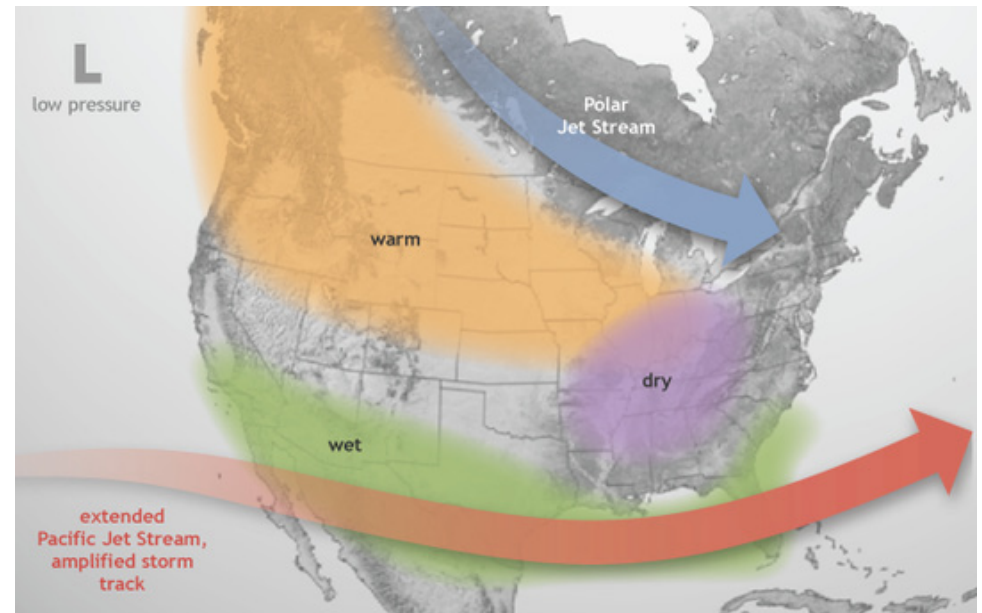 L
low pressure
Polar
Jet Stream
warm
dry
wet
extended
Pacific Jet Stream,
amplified storm
track